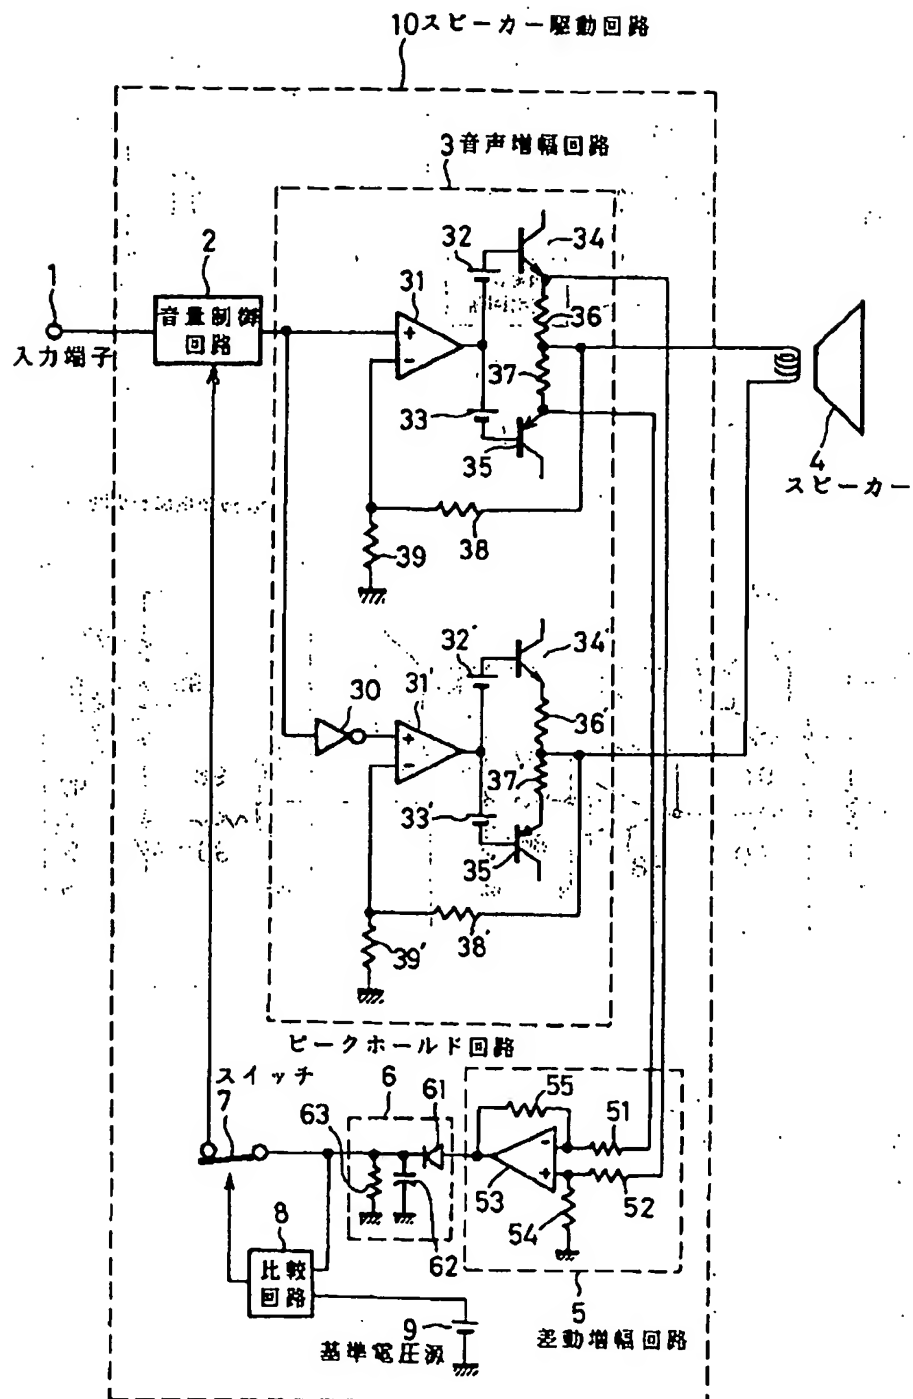 10スピーカー駆動回路
3音声増幅回路
1
入力端子
2
音量制御
回路
31
32
33
34
35
36
37
38
39
4
スピーカー
30
31'
32'
33'
34'
35'
36'
37'
38'
39'
ピークホールド回路
スイッチ
7
6
61
62
63
8
比較
回路
9
基準電圧源
55
51
52
53
54
5
差動増幅回路